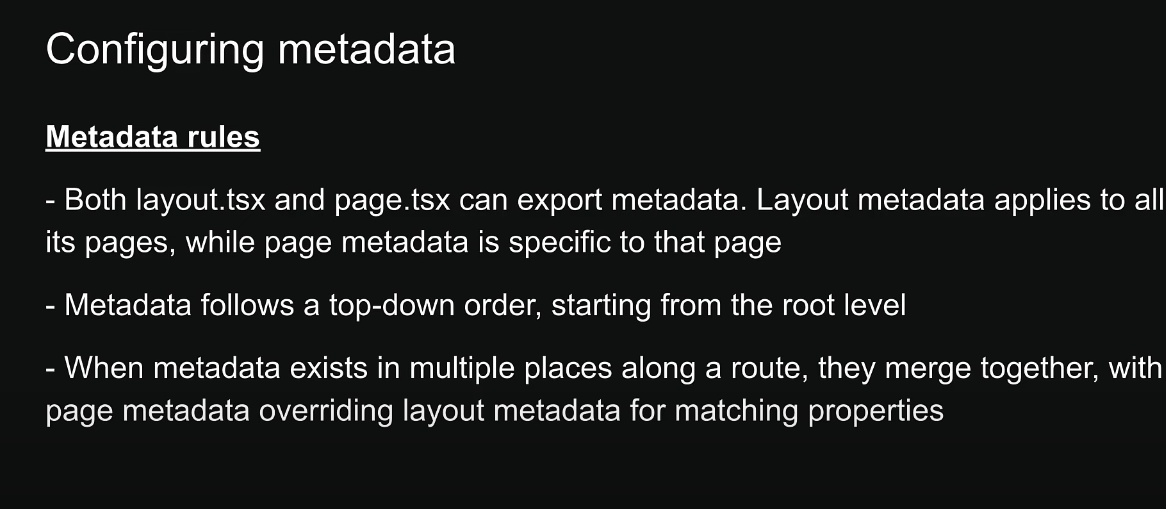 Configuring metadata
Metadata rules
- Both layout.tsx and page.tsx can export metadata. Layout metadata applies to all
its pages, while page metadata is specific to that page
- Metadata follows a top-down order, starting from the root level
- When metadata exists in multiple places along a route, they merge together, with
page metadata overriding layout metadata for matching properties